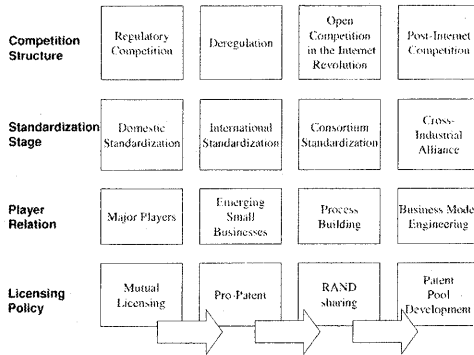 Competition
Structure
Regulatory
Competition
Deregulation
Open
Competition
in the Internet
Revolution
Post-Internet
Competition
Standardization
Stage
Domestic
Standardization
International
Standardization
Consortium
Standardization
Cross-
Industrial
Alliance
Player
Relation
Major Players
Emerging
Small
Businesses
Process
Building
Business Model
Engineering
Licensing
Policy
Mutual
Licensing
Pro-Patent
RAND
sharing
Patent
Pool
Development